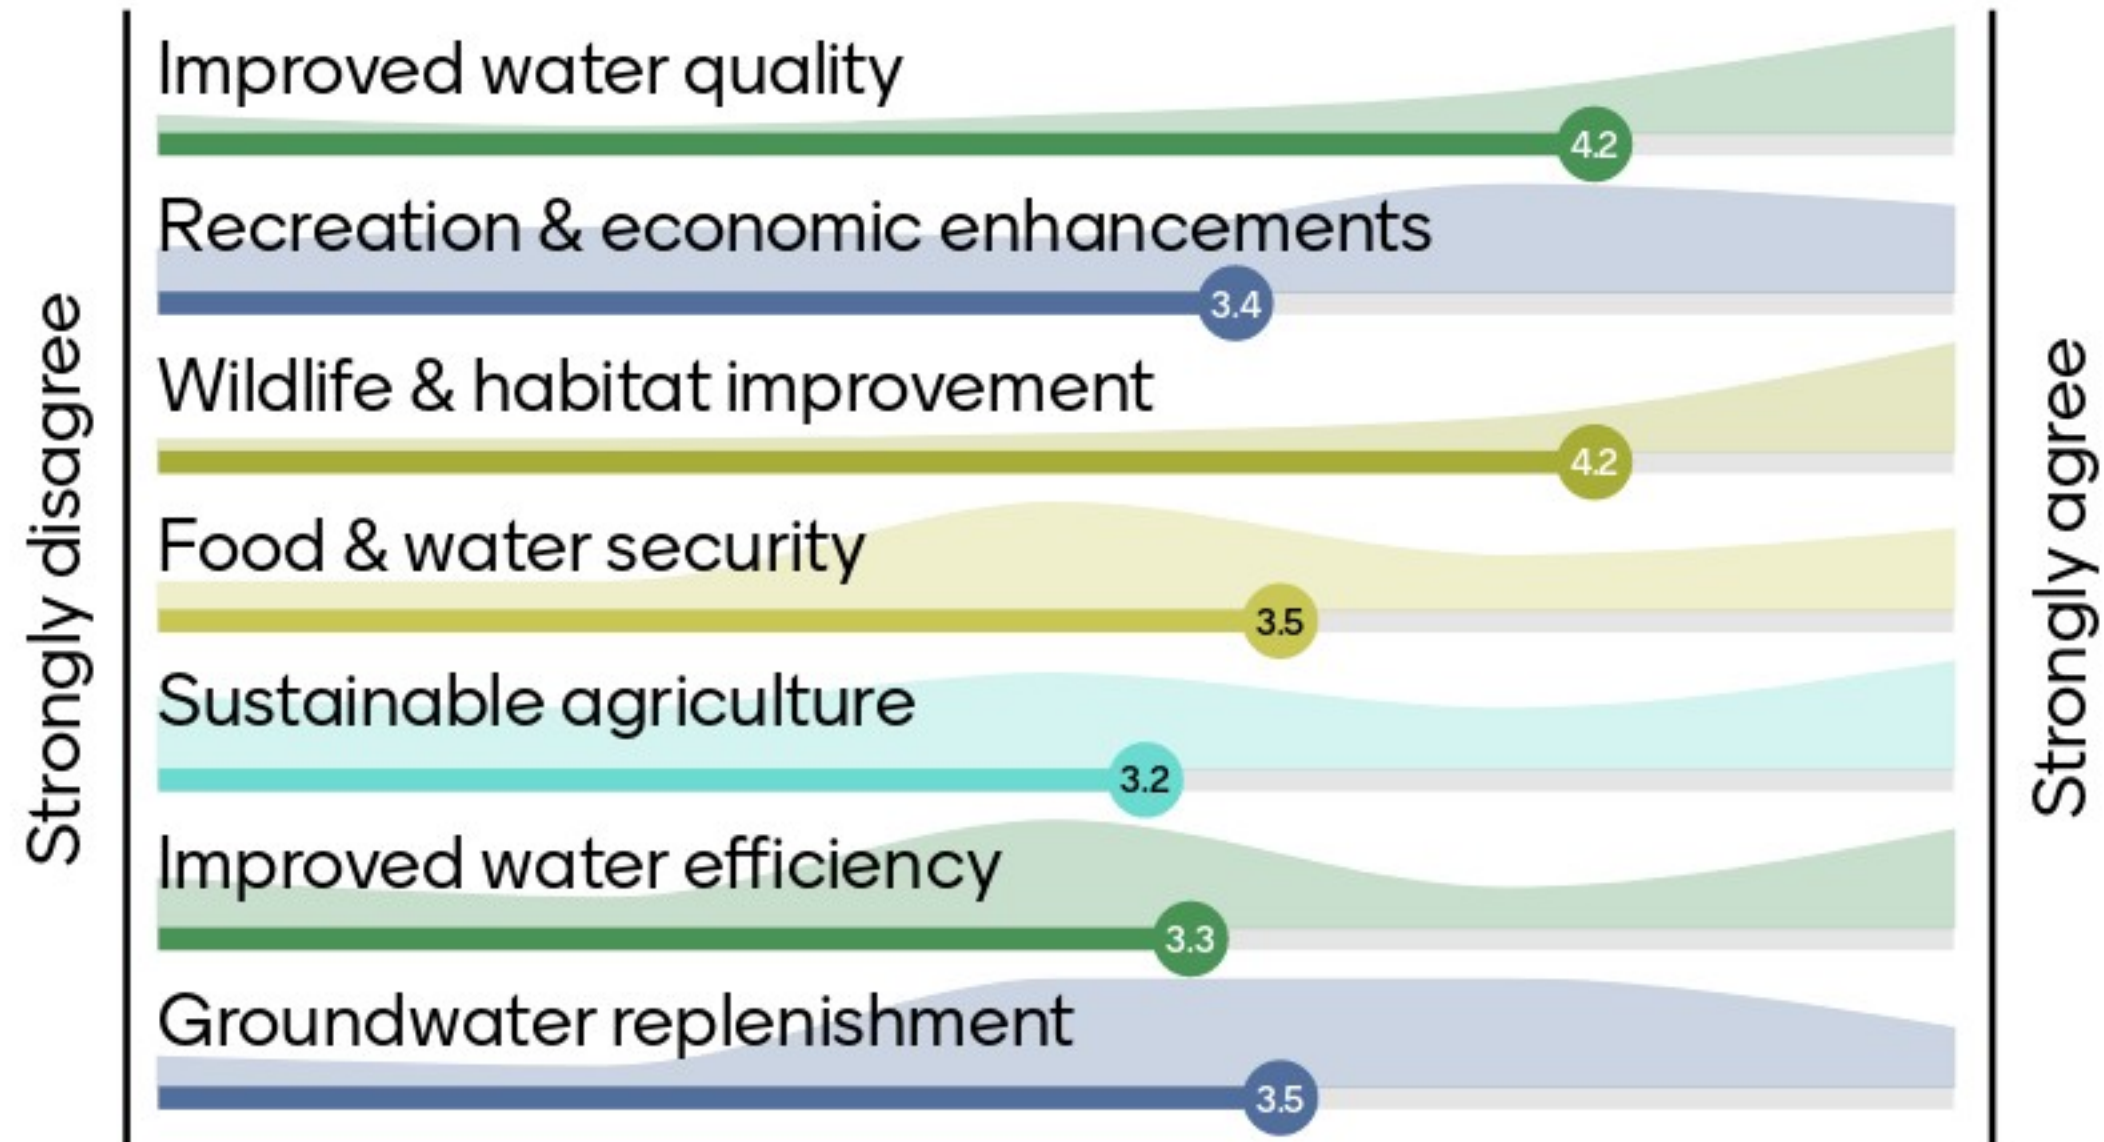 Strongly disagree
Improved water quality
4.2
Recreation & economic enhancements
3.4
Wildlife & habitat improvement
4.2
Food & water security
3.5
Sustainable agriculture
3.2
Improved water efficiency
3.3
Groundwater replenishment
3.5
Strongly agree